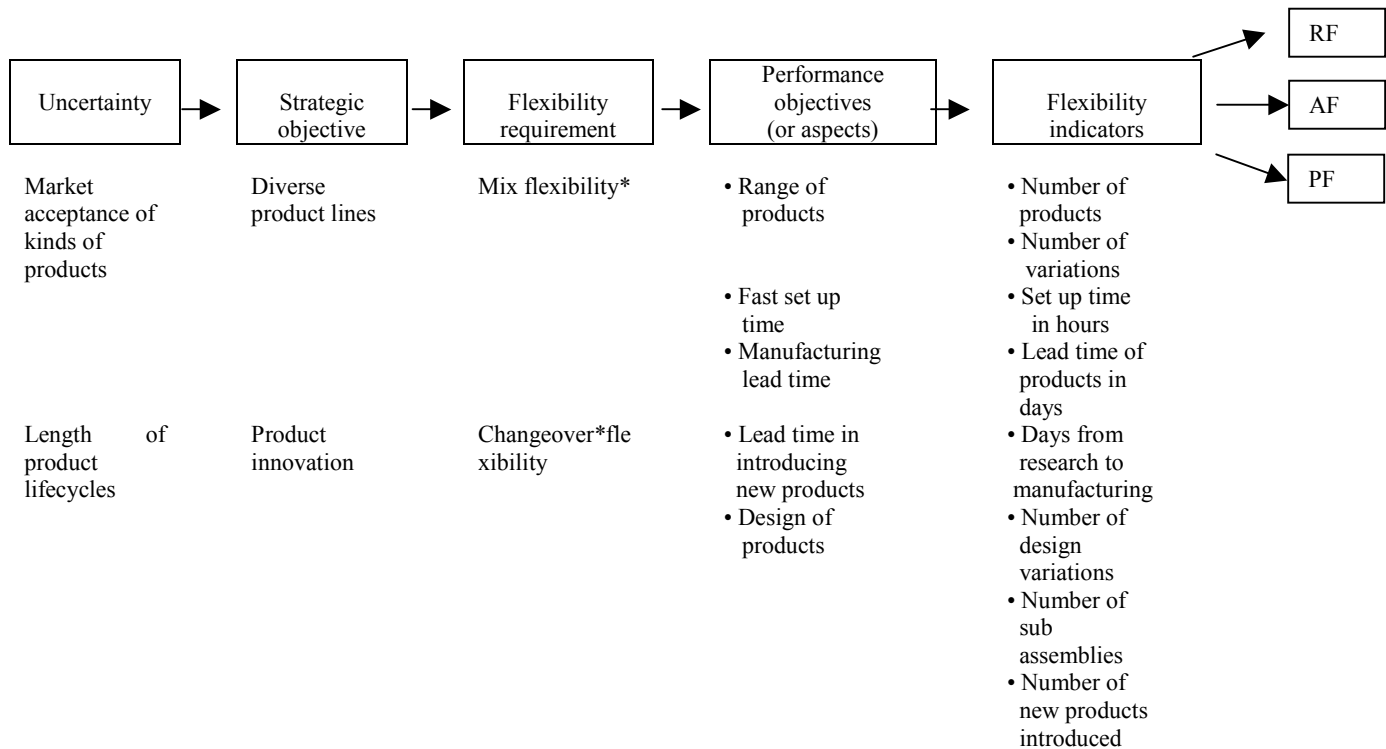 RF
Uncertainty
Strategic
objective
Flexibility
requirement
Performance
objectives
(or aspects)
Flexibility
indicators
AF
PF
Market
acceptance of
kinds of
products
Diverse
product lines
Mix flexibility*
• Range of
products
• Fast set up
time
• Manufacturing
lead time
• Number of
products
• Number of
variations
• Set up time
in hours
• Lead time of
products in
days
Length of
product
lifecycles
Product
innovation
Changeover*fle
xibility
• Lead time in
introducing
new products
• Design of
products
• Days from
research to
manufacturing
• Number of
design
variations
• Number of
sub
assemblies
• Number of
new products
introduced